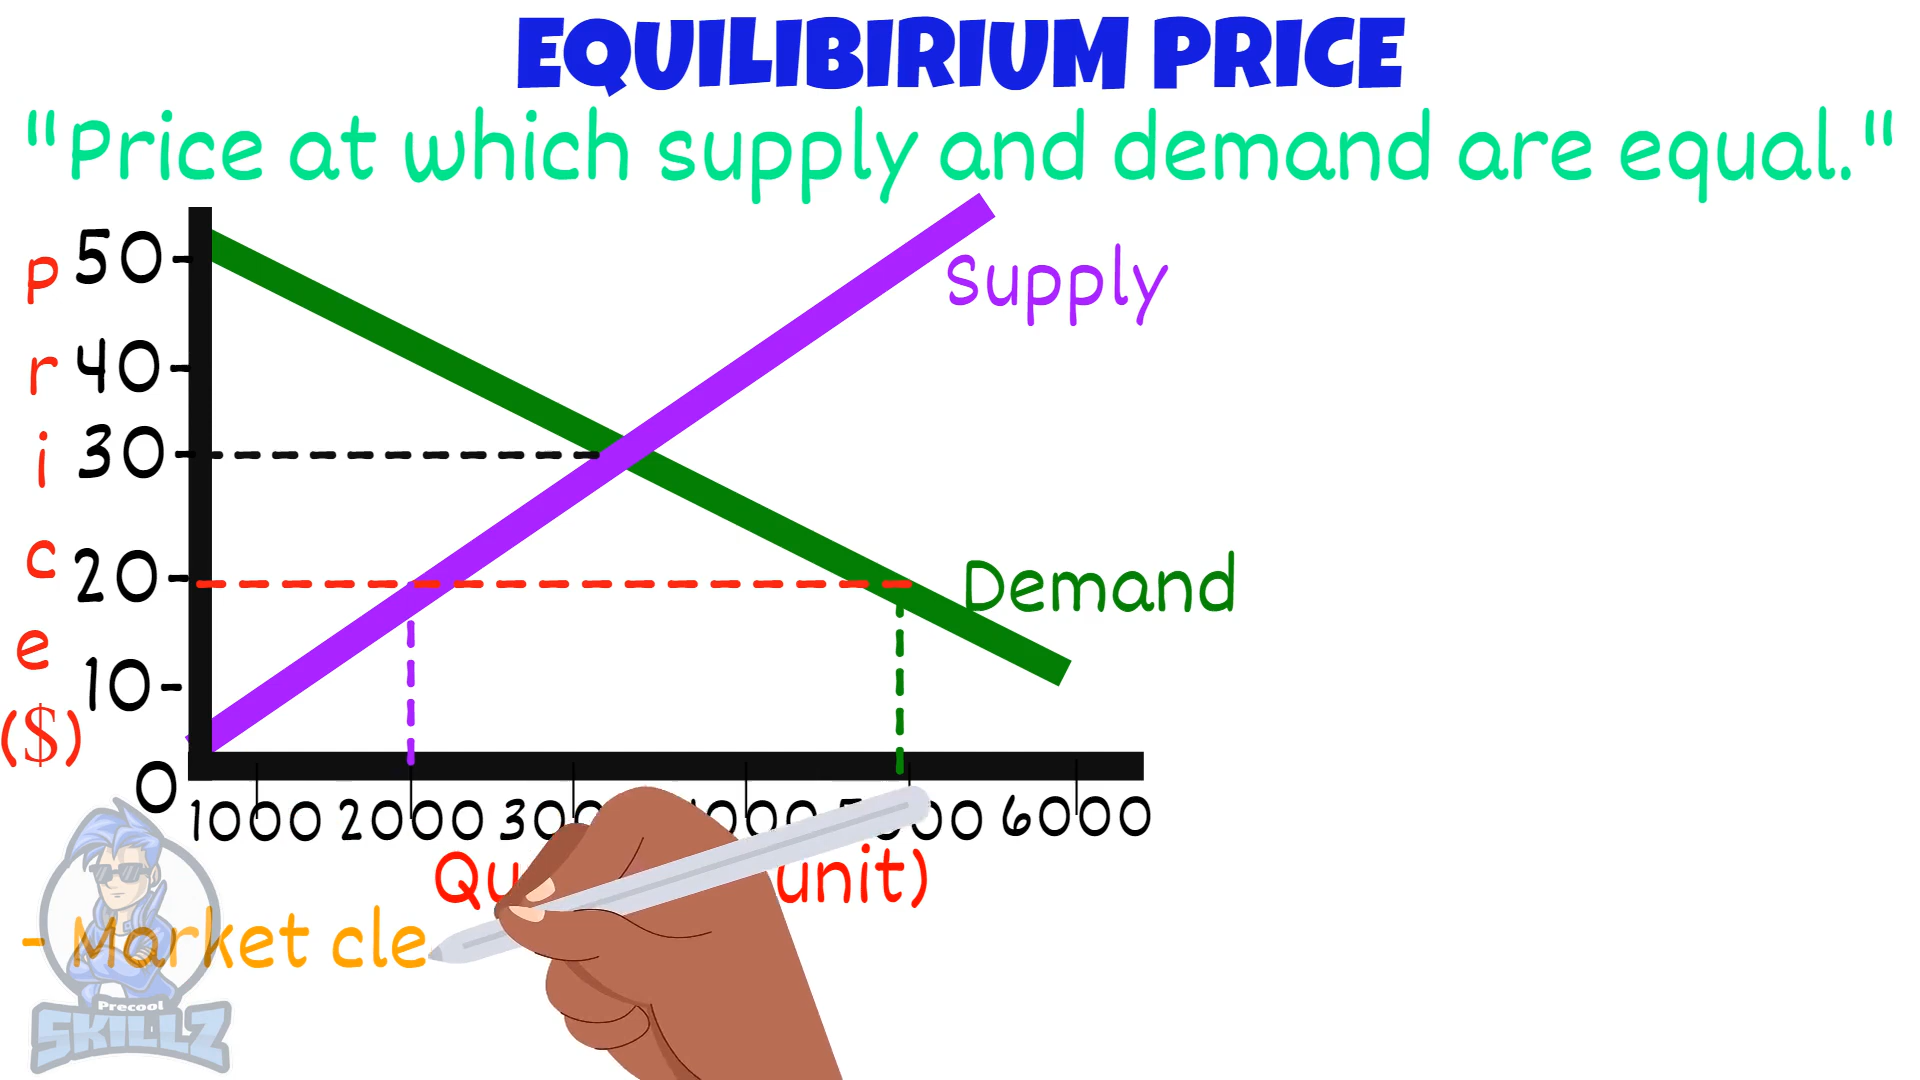 EQUILIBIRIUM PRICE
"Price at which supply and demand are equal."
Price ($)
50-
40-
30-
20-
10-
0
Supply
Demand
1000 2000 6000
unit)
- Market cle
Precool
SKILLZ